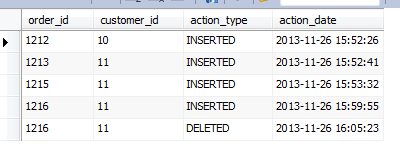 order_id customer_id action_type action_date
1212 10 INSERTED 2013-11-26 15:52:26
1213 11 INSERTED 2013-11-26 15:52:41
1215 11 INSERTED 2013-11-26 15:53:32
1216 11 INSERTED 2013-11-26 15:59:55
1216 11 DELETED 2013-11-26 16:05:23